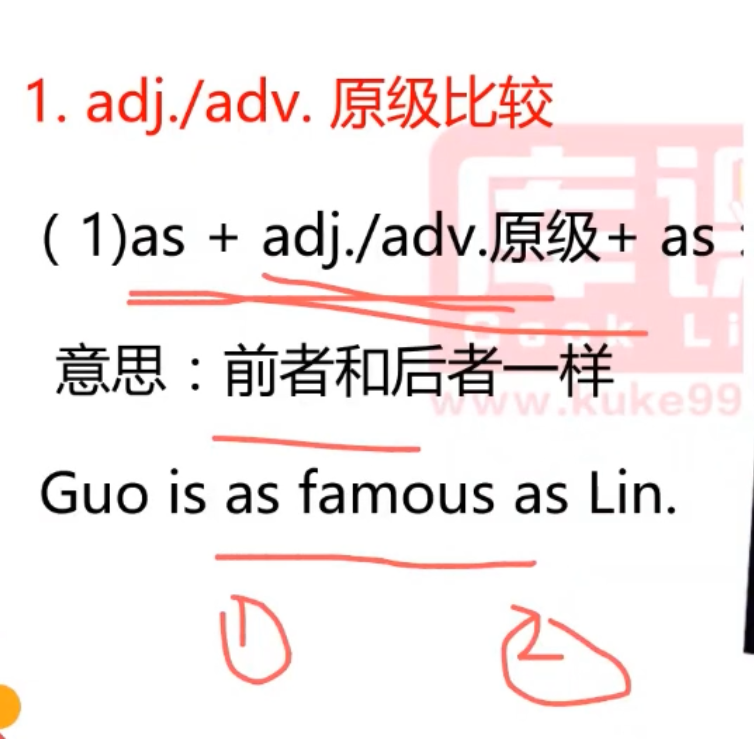 1. adj./adv. 原级比较
( 1)as + adj./adv.原级+ as :
意思：前者和后者一样
www.kuke99
Guo is as famous as Lin.
① ②